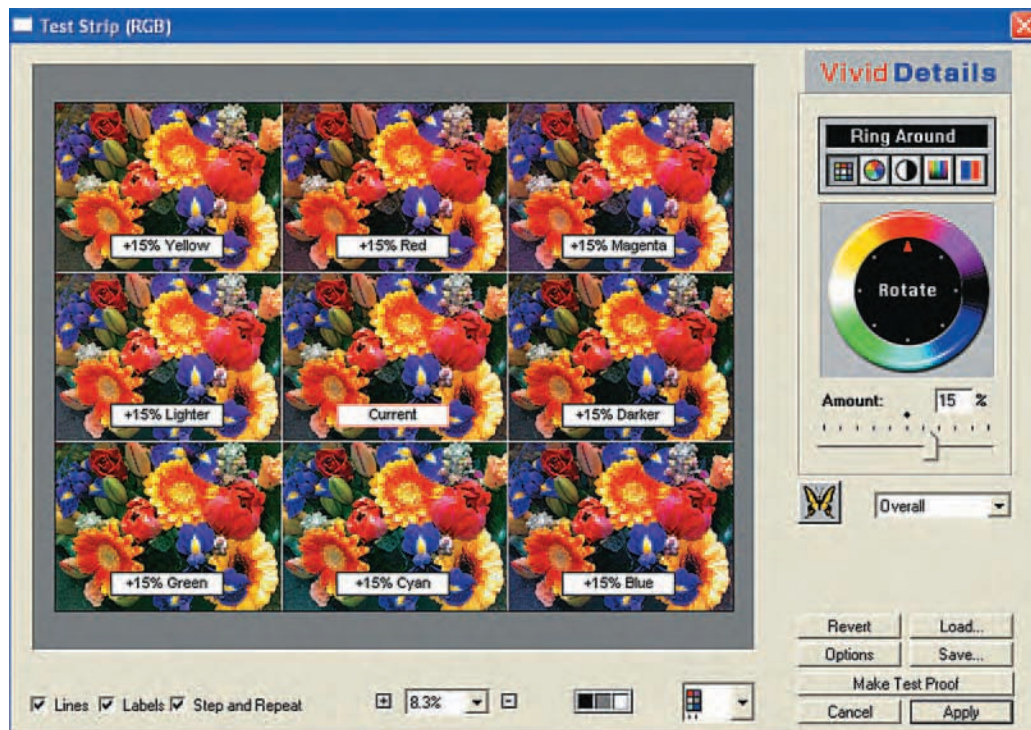 Test Strip (RGB)
Vivid Details
Ring Around
+15% Yellow
+15% Red
+15% Magenta
Rotate
+15% Lighter
Current
+15% Darker
Amount: 15 %
Overall
+15% Green
+15% Cyan
+15% Blue
Revert
Load...
Options
Save...
Make Test Proof
Lines
Labels
Step and Repeat
8.3%
Cancel
Apply